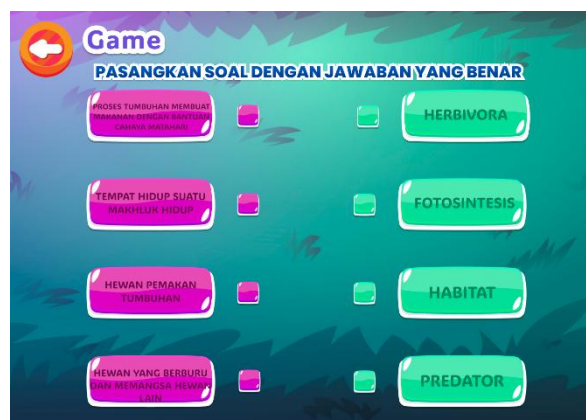 Game
PASANGKAN SOAL DENGAN JAWABAN YANG BENAR
PROSES TUMBUHAN MEMBUAT
MAKANAN DENGAN BANTUAN
CAHAYA MATAHARI
HERBIVORA
TEMPAT HIDUP SUATU
MAKHLUK HIDUP
FOTOSINTESIS
HEWAN PEMAKAN
TUMBUHAN
HABITAT
HEWAN YANG BERBURU
DAN MEMANGSA HEWAN
LAIN
PREDATOR